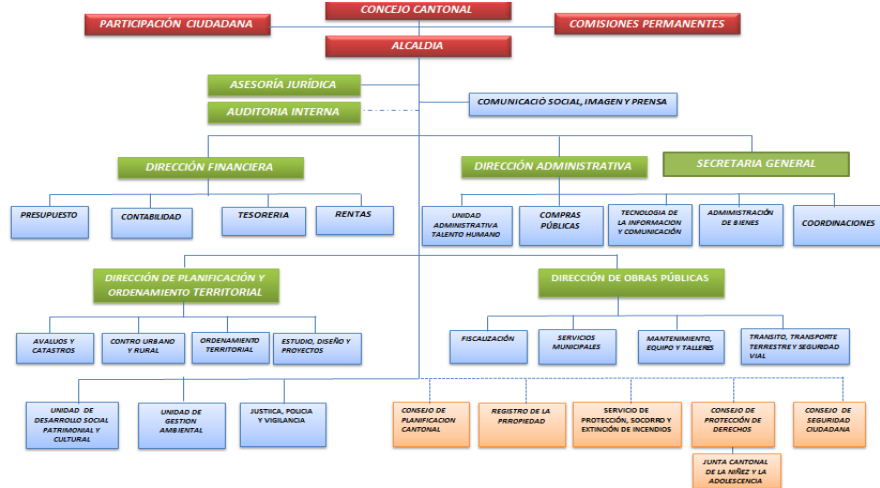 CONCEJO CANTONAL
PARTICIPACIÓN CIUDADANA
COMISIONES PERMANENTES
ALCALDIA
ASESORÍA JURÍDICA
COMUNICACIÓ SOCIAL, IMAGEN Y PRENSA
AUDITORIA INTERNA
DIRECCIÓN FINANCIERA
DIRECCIÓN ADMINISTRATIVA
SECRETARIA GENERAL
PRESUPUESTO
CONTABILIDAD
TESORERIA
RENTAS
UNIDAD
ADMINISTRATIVA
TALENTO HUMANO
COMPRAS
PÚBLICAS
TECNOLOGIA DE
LA INFORMACION
Y COMUNICACIÓN
ADMINISTRACIÓN
DE BIENES
COORDINACIONES
DIRECCIÓN DE PLANIFICACIÓN Y
ORDENAMIENTO TERRITORIAL
DIRECCIÓN DE OBRAS PÚBLICAS
AVALUOS Y
CATASTROS
CONTRO URBANO
Y RURAL
ORDENAMIENTO
TERRITORIAL
ESTUDIO, DISEÑO Y
PROYECTOS
FISCALIZACIÓN
SERVICIOS
MUNICIPALES
MANTENIMIENTO,
EQUIPO Y TALLERES
TRANSITO, TRANSPORTE
TERRESTRE Y SEGURIDAD
VIAL
UNIDAD DE
DESARROLLO SOCIAL
PATRIMONIAL Y
CULTURAL
UNIDAD DE
GESTION
AMBIENTAL
JUSTIICA, POLICIA
Y VIGILANCIA
CONSEJO DE
PLANIFICACION
CANTONAL
REGISTRO DE LA
PRROPIEDAD
SERVICIO DE
PROTECCIÓN, SOCORRO Y
EXTINCIÓN DE INCENDIOS
CONSEJO DE
PROTECCIÓN DE
DERECHOS
CONSEJO DE
SEGURIDAD
CIUDADANA
JUNTA CANTONAL
DE LA NIÑEZ Y LA
ADOLESCENCIA